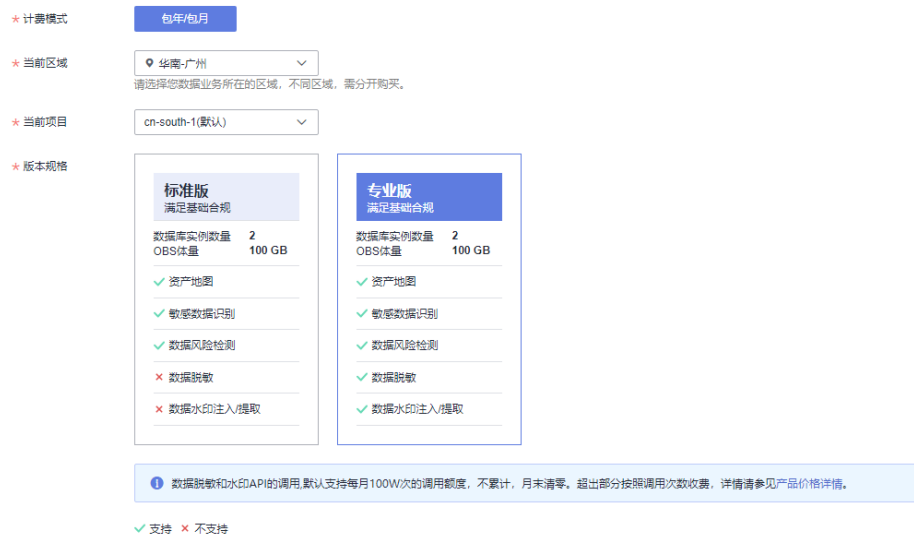 * 计费模式 包年/包月
* 当前区域 华南-广州
请选择您数据业务所在的区域，不同区域，需分开购买。
* 当前项目 cn-south-1(默认)
* 版本规格
标准版
满足基础合规
数据库实例数量 2
OBS体量 100 GB
资产地图
敏感数据识别
数据风险检测
数据脱敏
数据水印注入/提取
专业版
满足基础合规
数据库实例数量 2
OBS体量 100 GB
资产地图
敏感数据识别
数据风险检测
数据脱敏
数据水印注入/提取
数据脱敏和水印API的调用,默认支持每月100W次的调用额度，不累计，月末清零。超出部分按照调用次数收费，详情请参见产品价格详情。
支持 不支持